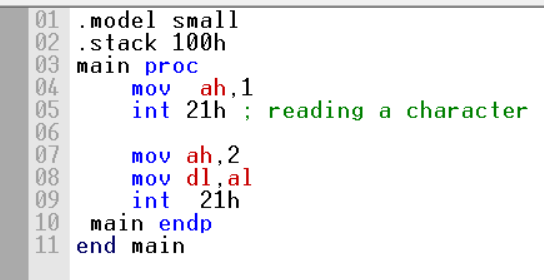 01 .model small
02 .stack 100h
03 main proc
04     mov  ah,1
05     int 21h ; reading a character
06
07     mov ah,2
08     mov dl,al
09     int  21h
10  main endp
11 end main